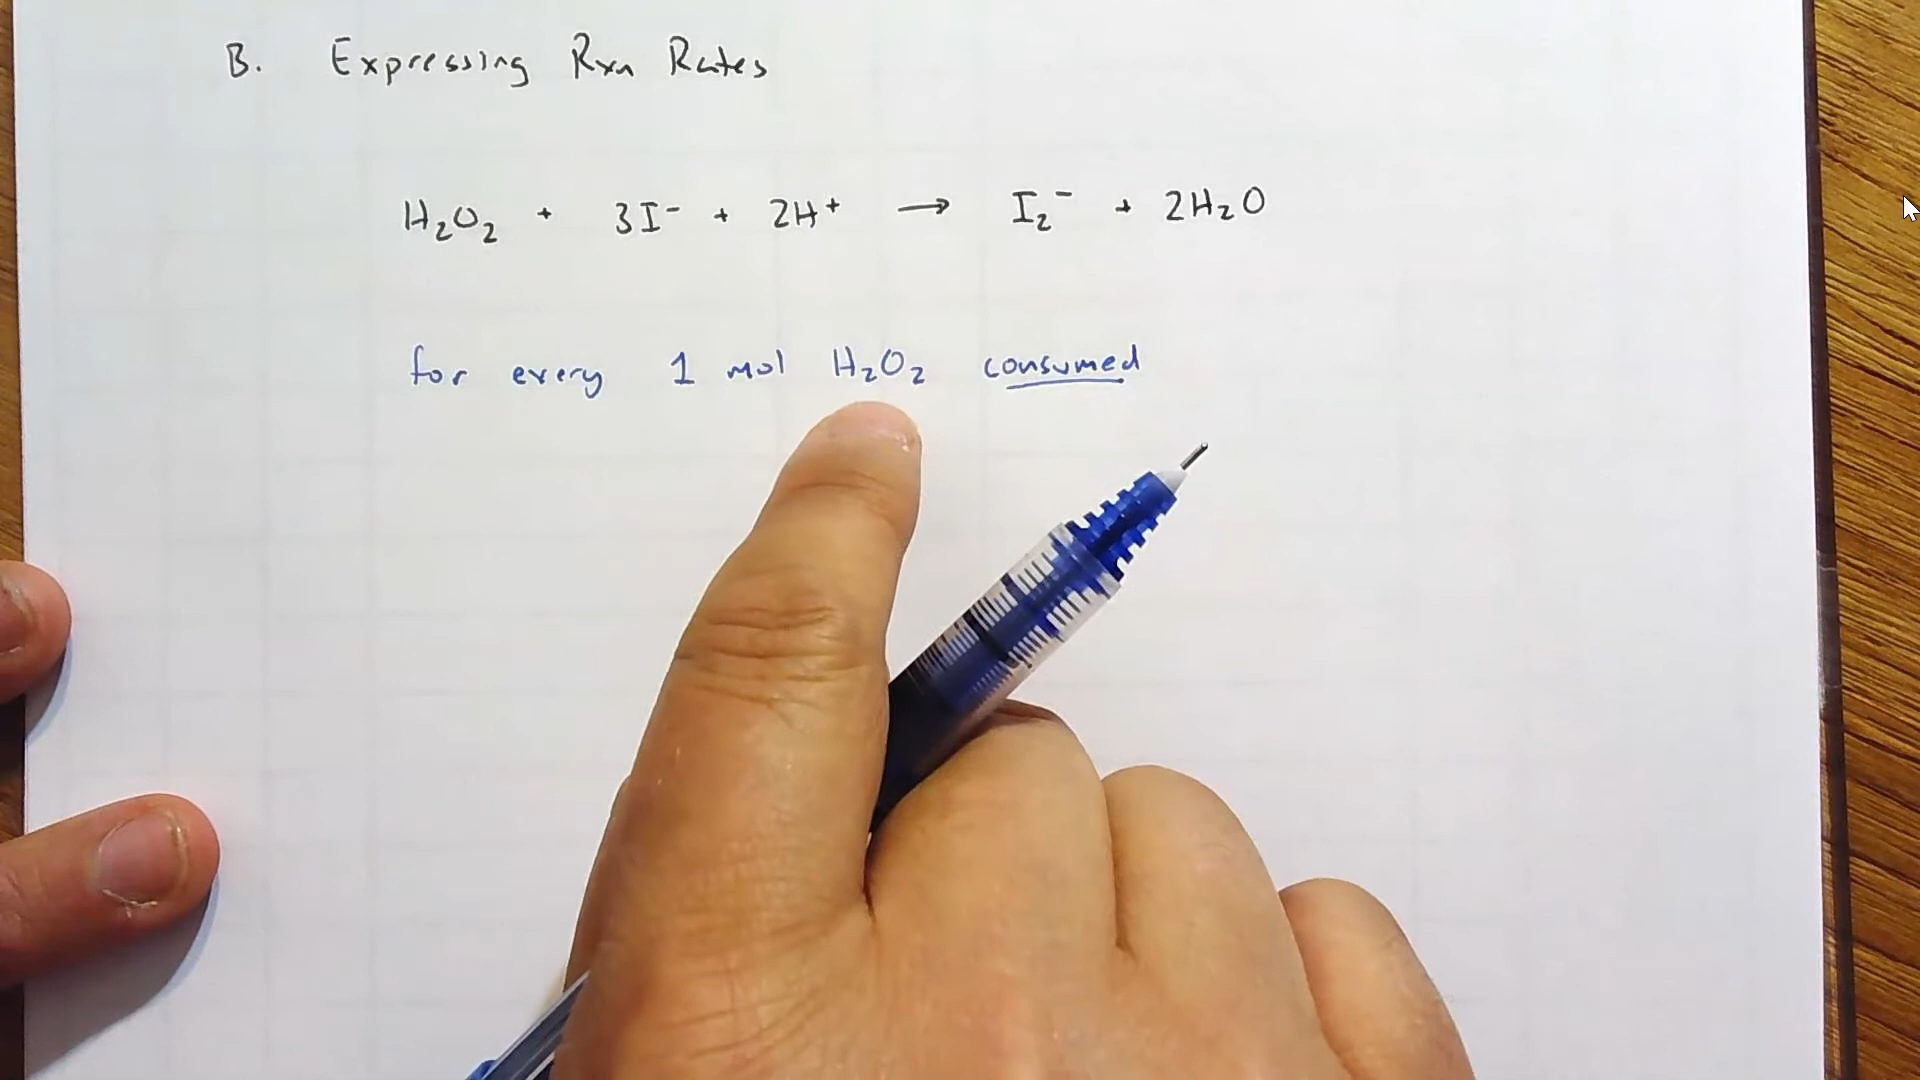 B. Expressing Rxn Rates
H₂O₂ + 3I⁻ + 2H⁺ → I₂⁻ + 2H₂O
for every 1 mol H₂O₂ consumed